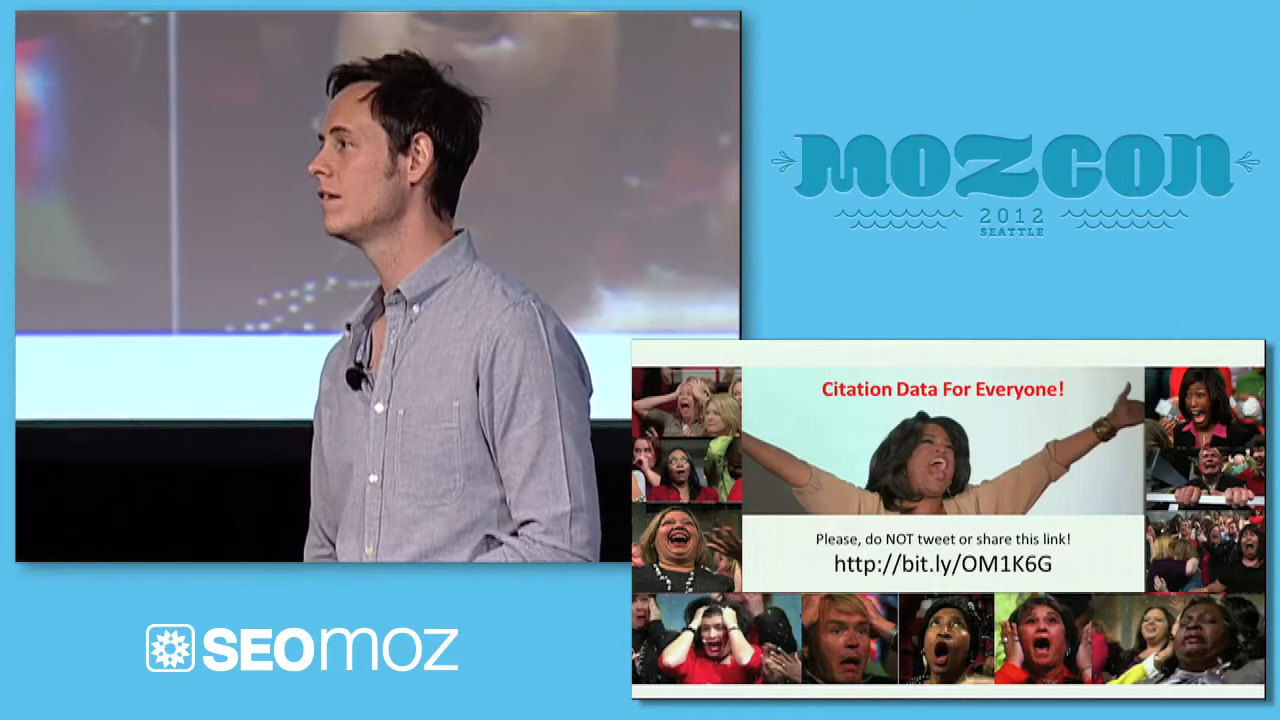 MOZCON
2012
SEATTLE
Citation Data For Everyone!
Please, do NOT tweet or share this link!
http://bit.ly/OM1K6G
SEOmoz